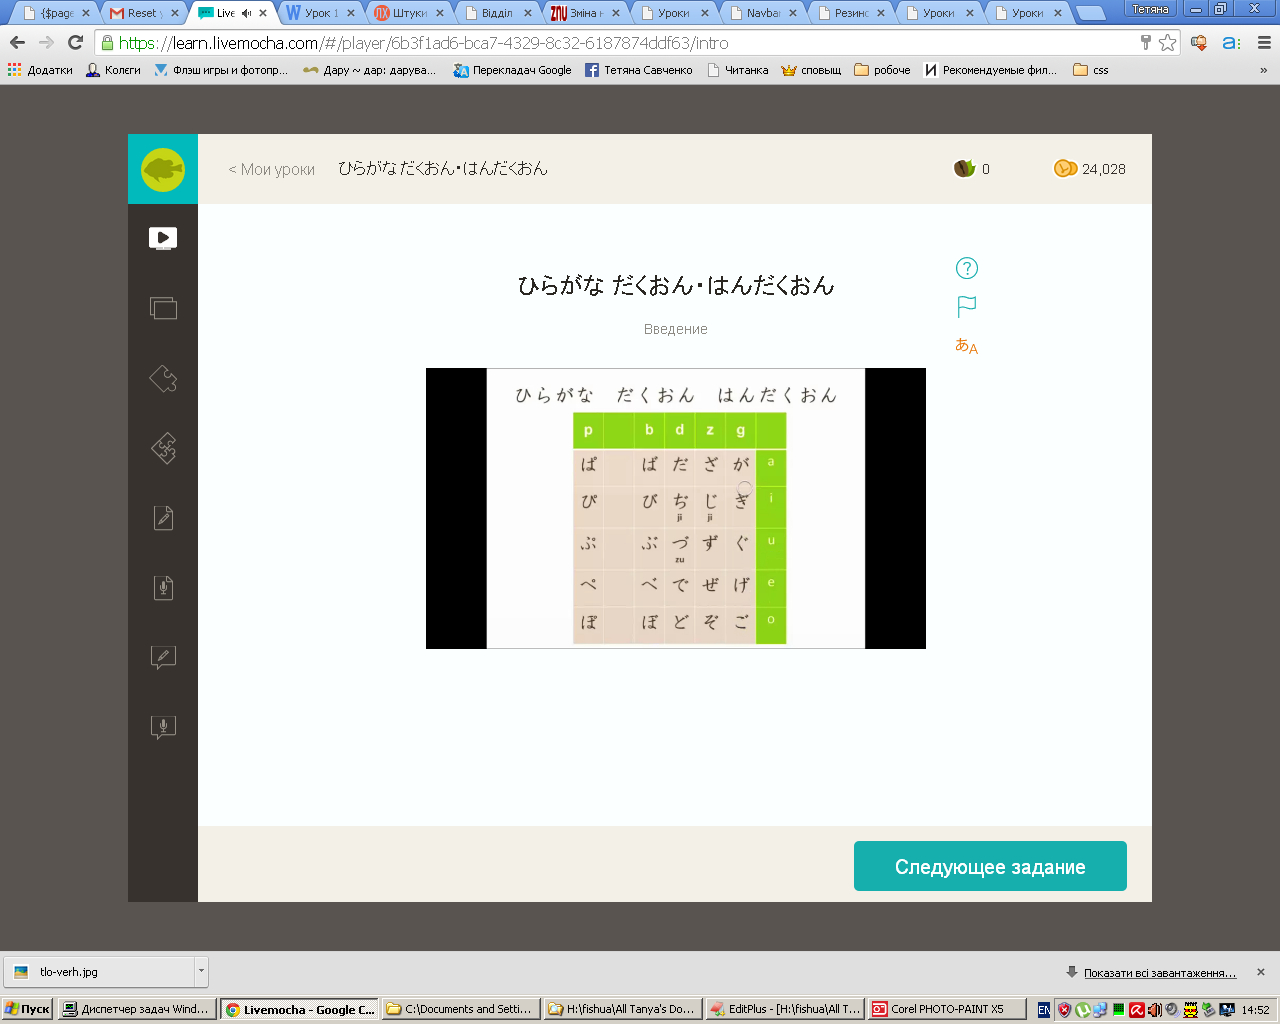 {$page
Reset y
Live
Урок 1
Штуки
Відділ
Зміна н
Уроки
Navbar
Резино
Уроки
Уроки
Тетяна
https://learn.livemocha.com/#/player/6b3f1ad6-bca7-4329-8c32-6187874ddf63/intro
Додатки
Колеги
Флэш игры и фотопр...
Дару ~ дар: дарува...
Перекладач Google
Тетяна Савченко
Читанка
сповыщ
робоче
Рекомендуемые фил...
css
»
< Мои уроки
ひらがな だくおん・はんだくおん
0
24,028
ひらがな だくおん・はんだくおん
Введение
あA
ひらがな だくおん はんだくおん
p b d z g
ぱ ば だ ざ が a
ぴ び ぢ じ ぎ i
ji ji
ぷ ぶ づ ず ぐ u
zu
ぺ べ で ぜ げ e
ぽ ぼ ど ぞ ご o
Следующее задание
tlo-verh.jpg
Показати всі завантаження...
Пуск
Диспетчер задач Wind...
Livemocha - Google C...
C:\Documents and Setti...
H:\fishua\All Tanya's Do...
EditPlus - [H:\fishua\All T...
Corel PHOTO-PAINT X5
EN
14:52